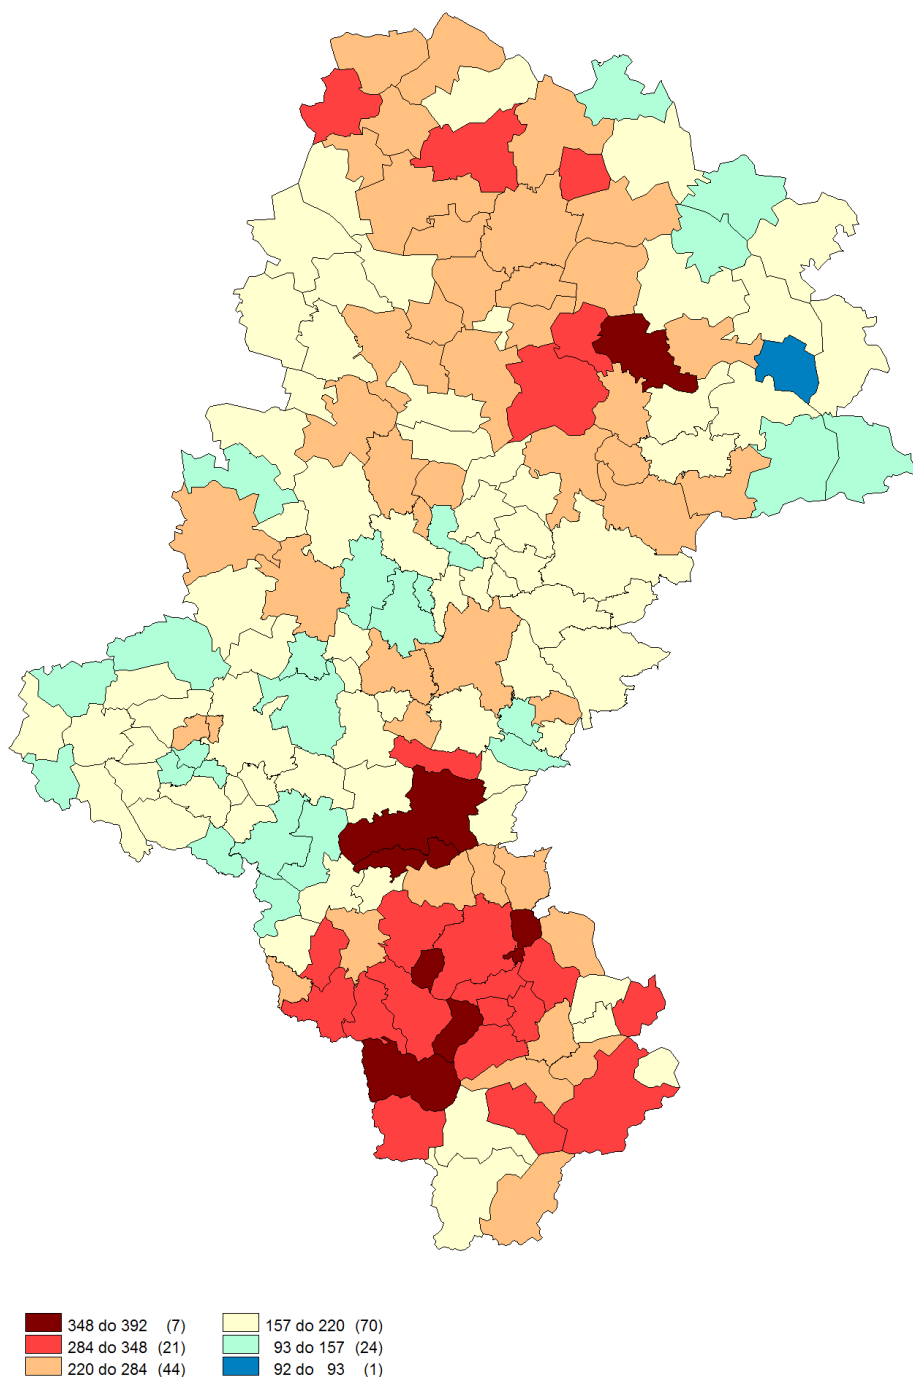 348 do 392 (7)
284 do 348 (21)
220 do 284 (44)
157 do 220 (70)
93 do 157 (24)
92 do 93 (1)